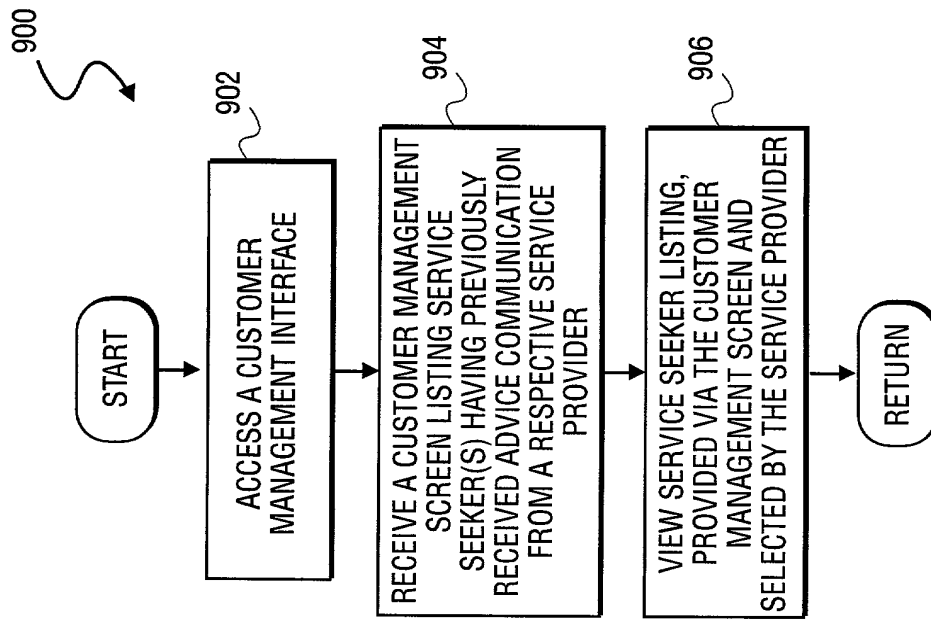 900
START
902
ACCESS A CUSTOMER
MANAGEMENT INTERFACE
904
RECEIVE A CUSTOMER MANAGEMENT
SCREEN LISTING SERVICE
SEEKER(S) HAVING PREVIOUSLY
RECEIVED ADVICE COMMUNICATION
FROM A RESPECTIVE SERVICE
PROVIDER
906
VIEW SERVICE SEEKER LISTING,
PROVIDED VIA THE CUSTOMER
MANAGEMENT SCREEN AND
SELECTED BY THE SERVICE PROVIDER
RETURN